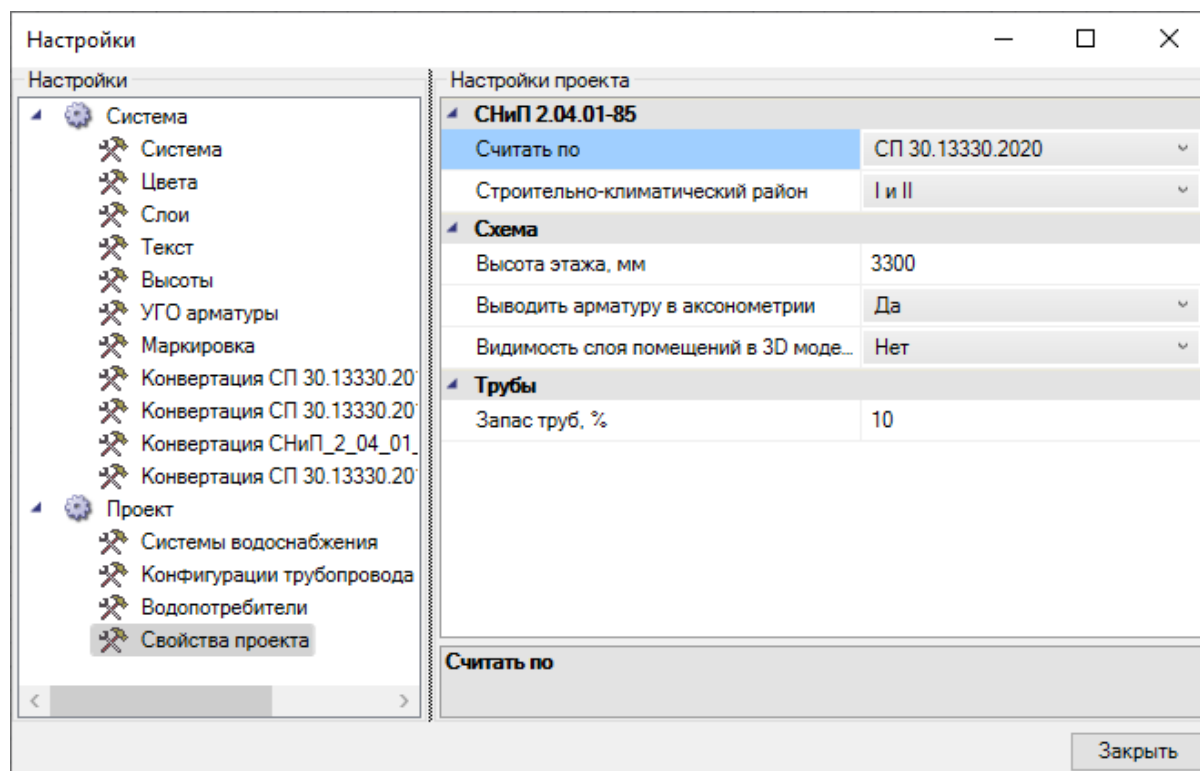 Настройки
Настройки
Система
Система
Цвета
Слои
Текст
Высоты
УГО арматуры
Маркировка
Конвертация СП 30.13330.20
Конвертация СП 30.13330.20
Конвертация СНиП_2_04_01_
Конвертация СП 30.13330.20
Проект
Системы водоснабжения
Конфигурации трубопровода
Водопотребители
Свойства проекта
Настройки проекта
СНиП 2.04.01-85
Считать по СП 30.13330.2020
Строительно-климатический район I и II
Схема
Высота этажа, мм 3300
Выводить арматуру в аксонометрии Да
Видимость слоя помещений в 3D моде... Нет
Трубы
Запас труб, % 10
Считать по
Закрыть